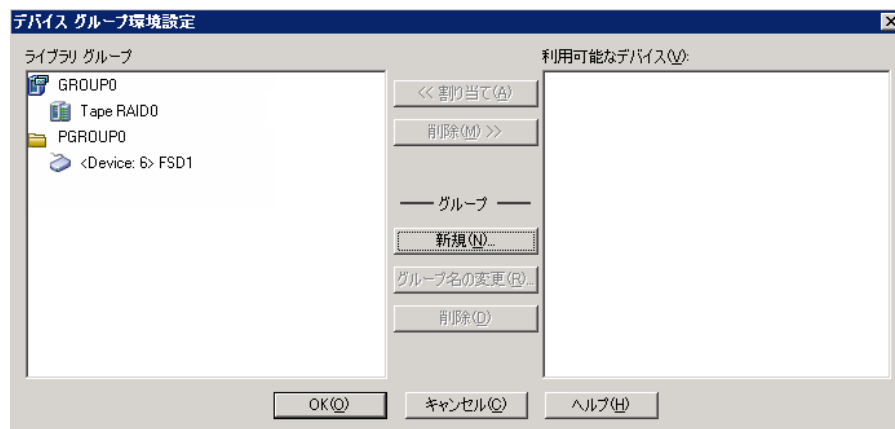 デバイス グループ環境設定
ライブラリ グループ
利用可能なデバイス(V):
GROUP0
Tape RAID0
PGROUP0
<Device: 6> FSD1
<< 割り当て(A)
削除(M) >>
グループ
新規(N)...
グループ名の変更(R)...
削除(D)
OK(O)
キャンセル(C)
ヘルプ(H)